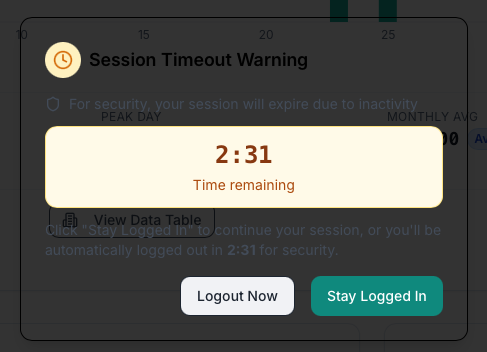 10 15 20 25
Session Timeout Warning
For security, your session will expire due to inactivity
PEAK DAY MONTHLY AVG
2:31
Time remaining
View Data Table
Click "Stay Logged In" to continue your session, or you'll be
automatically logged out in 2:31 for security.
Logout Now Stay Logged In